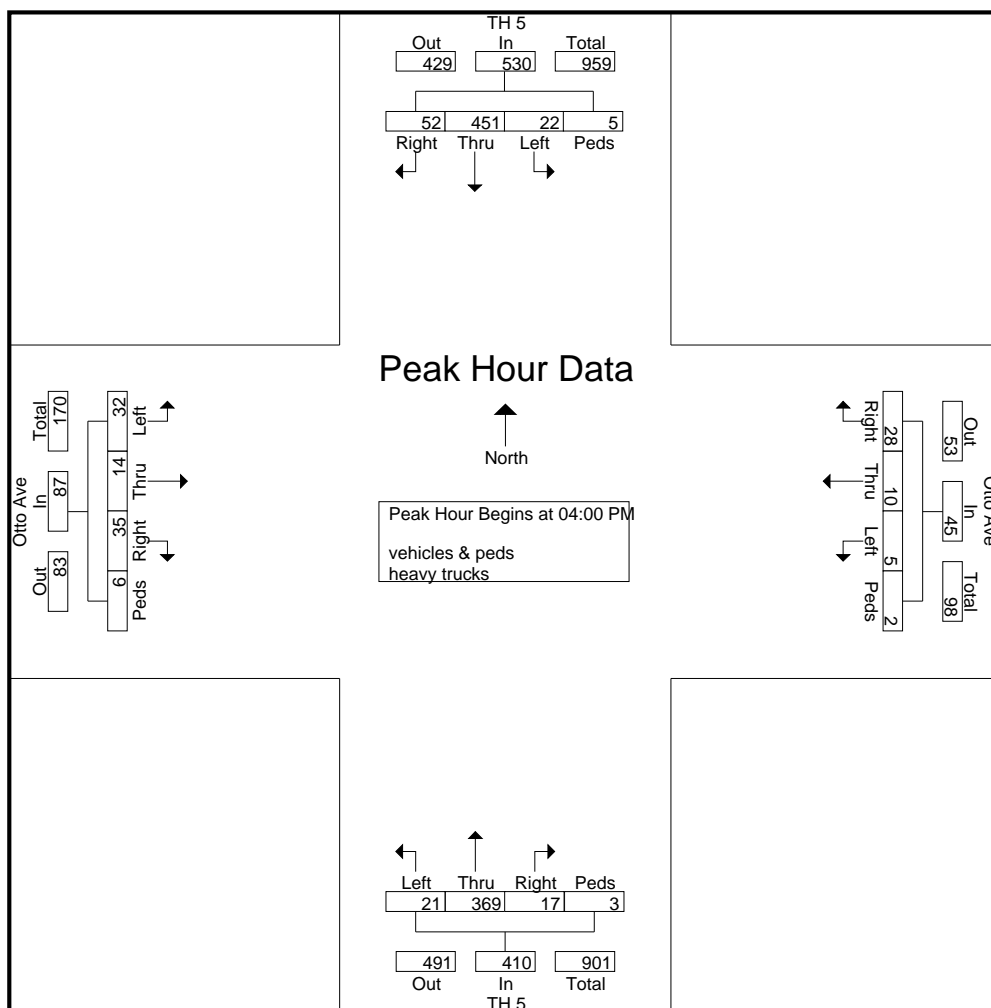 TH 5
Out In Total
429 530 959
52 451 22 5
Right Thru Left Peds
Peak Hour Data
North
Peak Hour Begins at 04:00 PM
vehicles & peds
heavy trucks
Otto Ave
Out In Total
83 87 170
32 14 35 6
Left Thru Right Peds
Otto Ave
Out In Total
53 45 98
28 10 5 2
Right Thru Left Peds
Left Thru Right Peds
21 369 17 3
491 410 901
Out In Total
TH 5